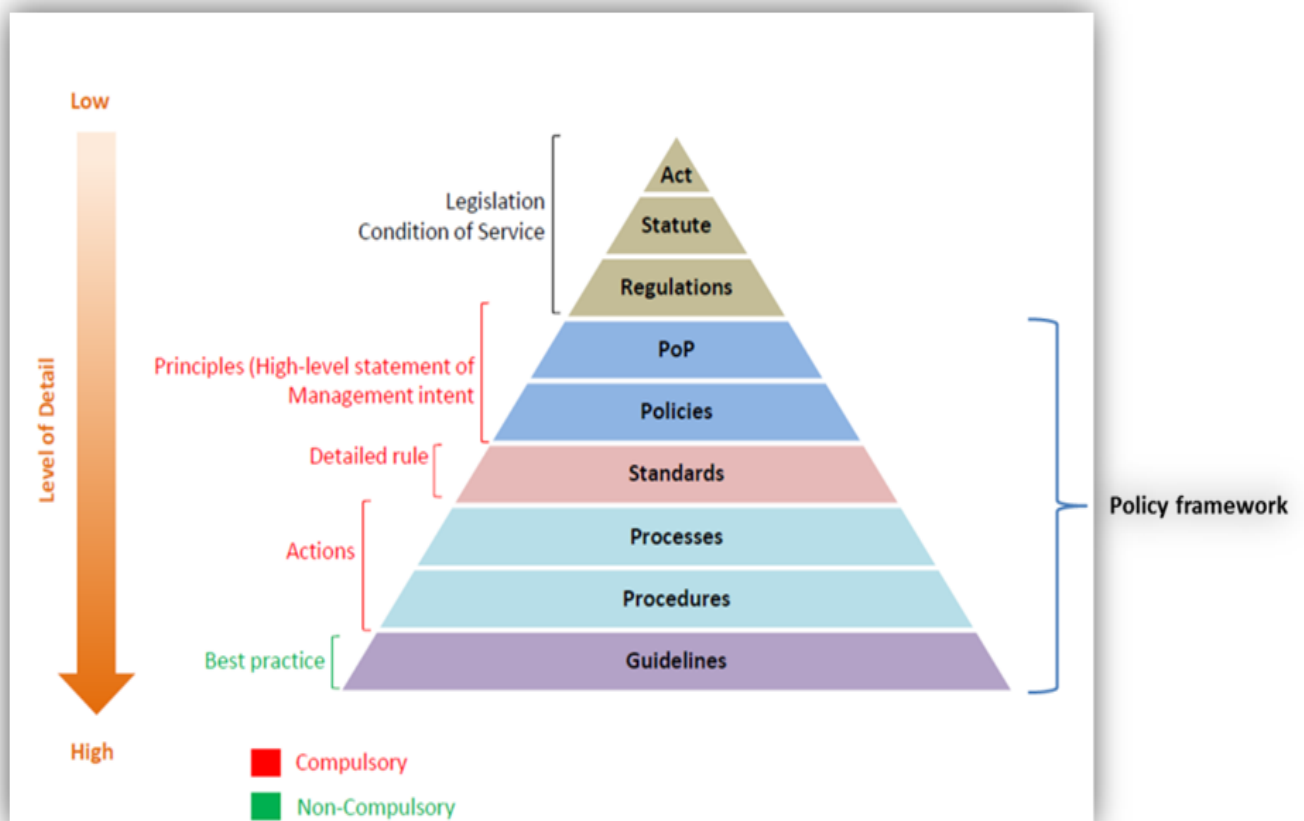 Low
Act
Legislation
Condition of Service
Statute
Regulations
PoP
Principles (High-level statement of
Management intent
Policies
Level of Detail
Detailed rule
Standards
Policy framework
Actions
Processes
Procedures
Best practice
Guidelines
High
Compulsory
Non-Compulsory